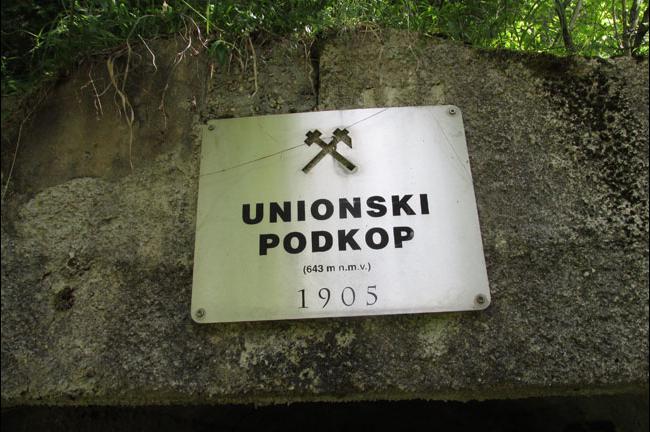 UNIONSKI
PODKOP
(643 m n.m.v.)
1905